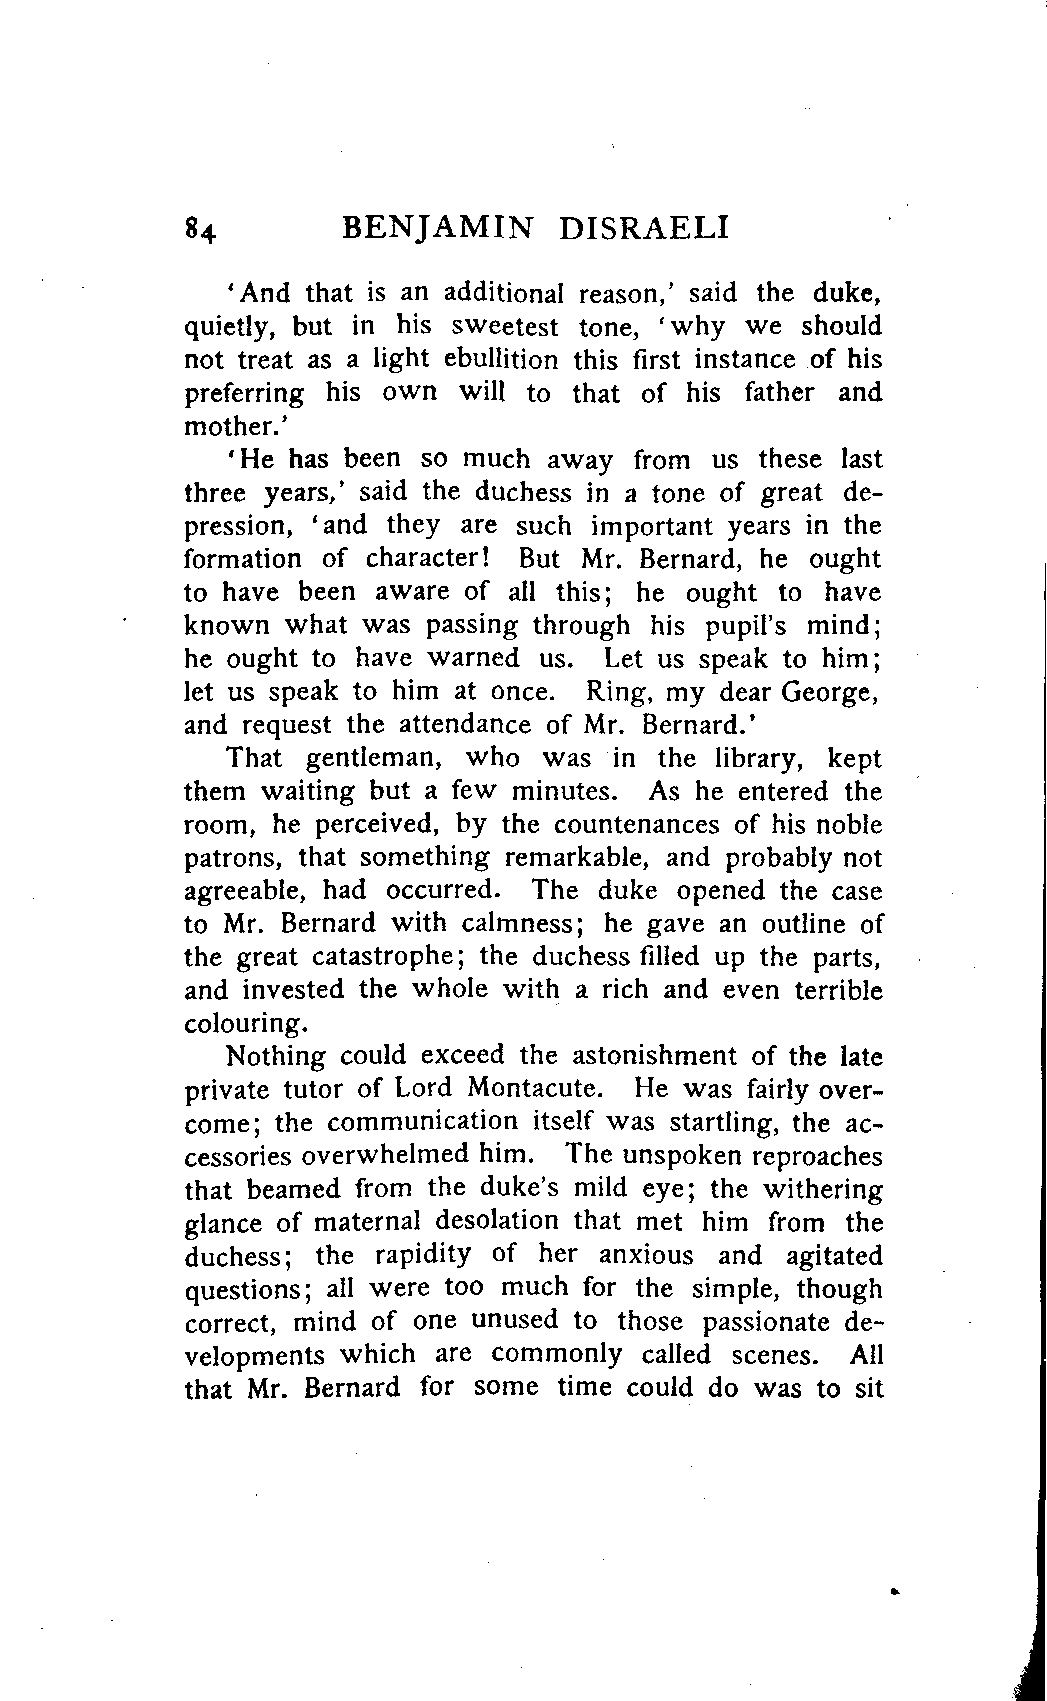 84 BENJAMIN DISRAELI
‘And that is an additional reason,’ said the duke,
quietly, but in his sweetest tone, ‘why we should
not treat as a light ebullition this first instance of his
preferring his own will to that of his father and
mother.’
‘He has been so much away from us these last
three years,’ said the duchess in a tone of great de-
pression, ‘and they are such important years in the
formation of character! But Mr. Bernard, he ought
to have been aware of all this; he ought to have
known what was passing through his pupil’s mind;
he ought to have warned us. Let us speak to him;
let us speak to him at once. Ring, my dear George,
and request the attendance of Mr. Bernard.’
That gentleman, who was in the library, kept
them waiting but a few minutes. As he entered the
room, he perceived, by the countenances of his noble
patrons, that something remarkable, and probably not
agreeable, had occurred. The duke opened the case
to Mr. Bernard with calmness; he gave an outline of
the great catastrophe; the duchess filled up the parts,
and invested the whole with a rich and even terrible
colouring.
Nothing could exceed the astonishment of the late
private tutor of Lord Montacute. He was fairly over-
come; the communication itself was startling, the ac-
cessories overwhelmed him. The unspoken reproaches
that beamed from the duke’s mild eye; the withering
glance of maternal desolation that met him from the
duchess; the rapidity of her anxious and agitated
questions; all were too much for the simple, though
correct, mind of one unused to those passionate de-
velopments which are commonly called scenes. All
that Mr. Bernard for some time could do was to sit